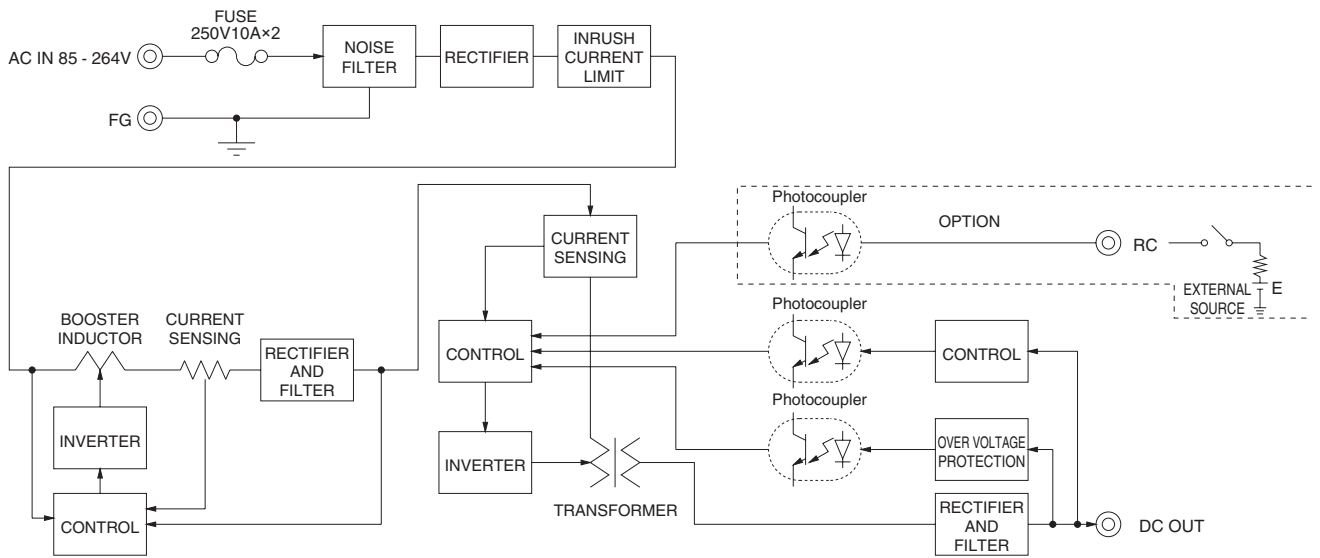 FUSE
250V10A×2
AC IN 85 - 264V
NOISE
FILTER
RECTIFIER
INRUSH
CURRENT
LIMIT
FG
Photocoupler
OPTION
RC
EXTERNAL
SOURCE
E
CURRENT
SENSING
BOOSTER
INDUCTOR
CURRENT
SENSING
RECTIFIER
AND
FILTER
CONTROL
Photocoupler
CONTROL
INVERTER
INVERTER
Photocoupler
OVER VOLTAGE
PROTECTION
CONTROL
TRANSFORMER
RECTIFIER
AND
FILTER
DC OUT